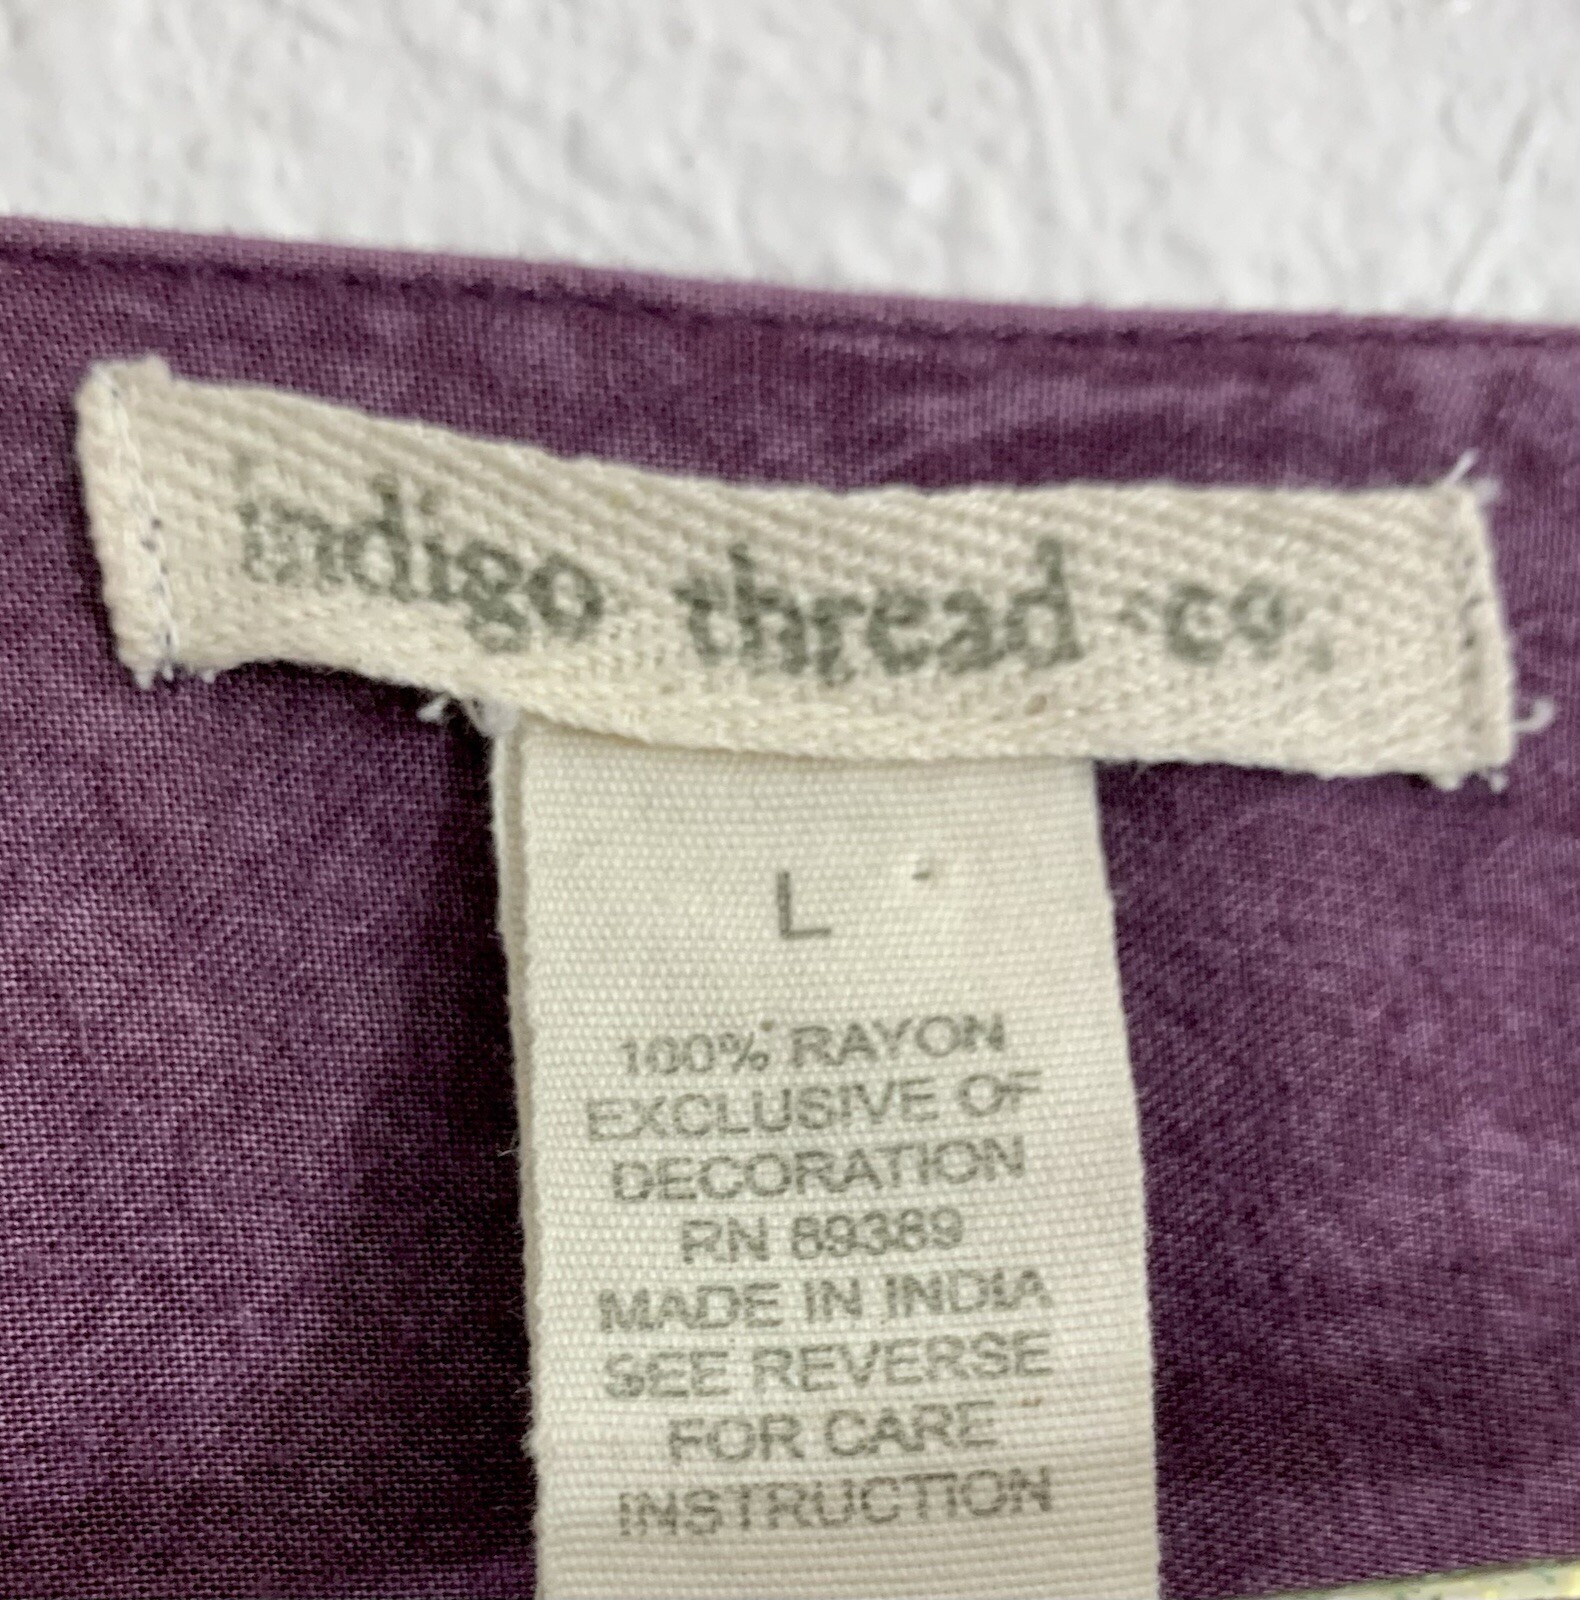 indigo thread co.
L
100% RAYON
EXCLUSIVE OF
DECORATION
RN 89389
MADE IN INDIA
SEE REVERSE
FOR CARE
INSTRUCTION